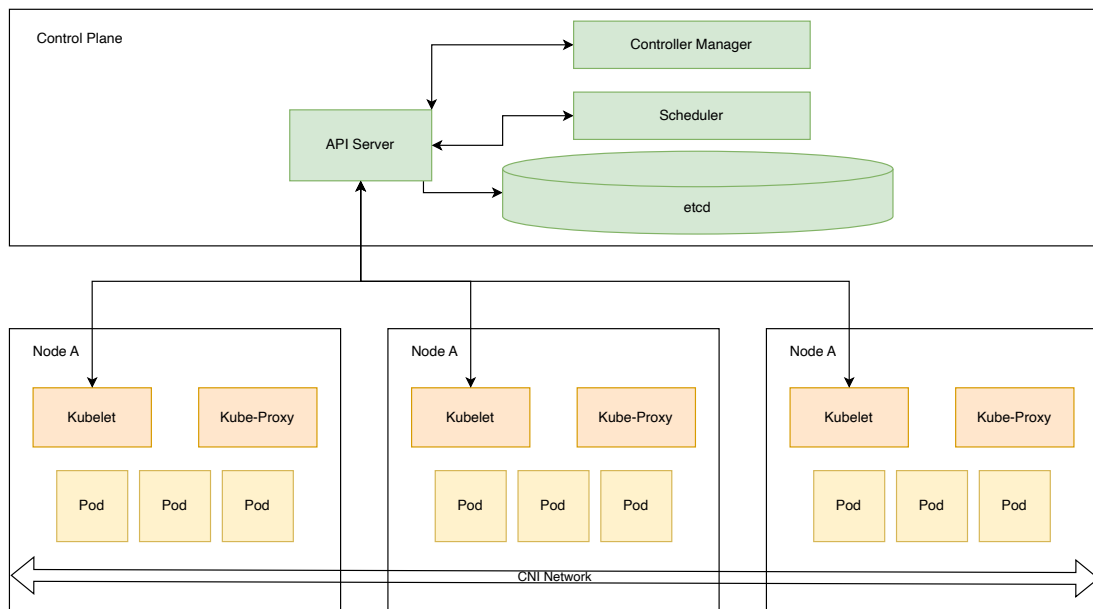 Control Plane
Controller Manager
Scheduler
API Server
etcd
Node A
Node A
Node A
Kubelet
Kube-Proxy
Kubelet
Kube-Proxy
Kubelet
Kube-Proxy
Pod
Pod
Pod
Pod
Pod
Pod
Pod
Pod
Pod
CNI Network